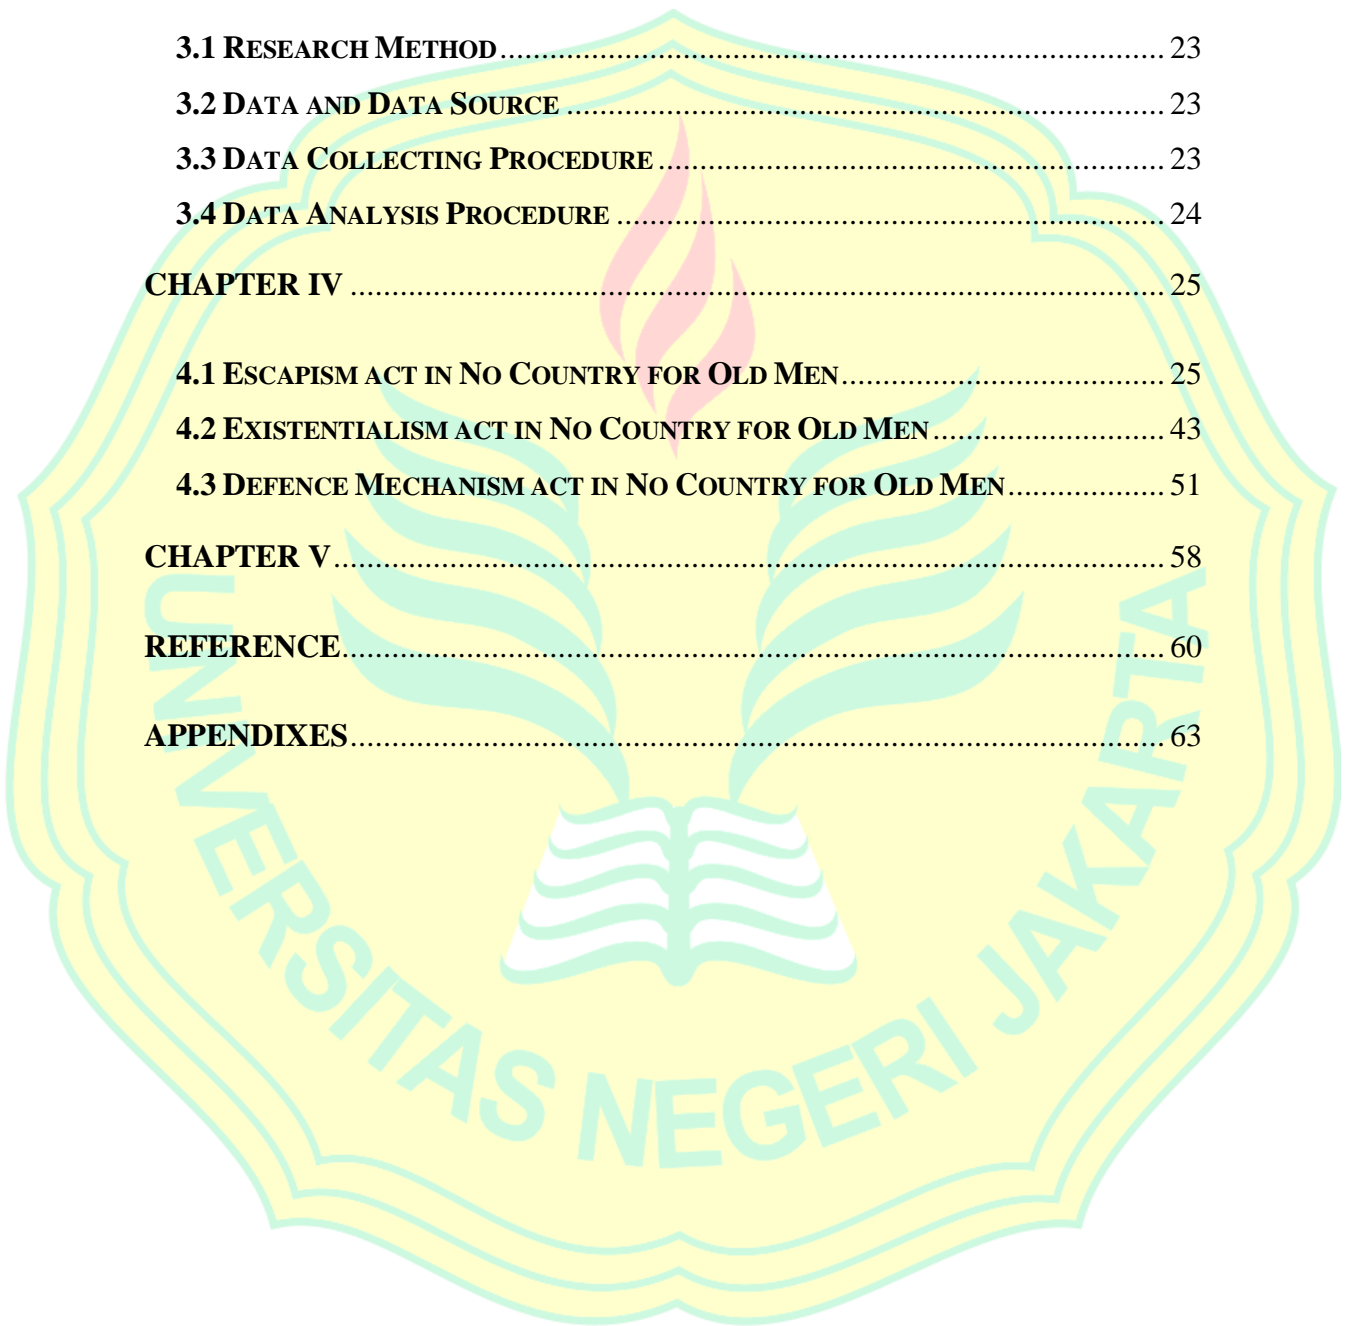 3.1 RESEARCH METHOD........................................................................................ 23
3.2 DATA AND DATA SOURCE ............................................................................ 23
3.3 DATA COLLECTING PROCEDURE................................................................. 23
3.4 DATA ANALYSIS PROCEDURE ...................................................................... 24
CHAPTER IV ........................................................................................................ 25
4.1 ESCAPISM ACT IN NO COUNTRY FOR OLD MEN......................................... 25
4.2 EXISTENTIALISM ACT IN NO COUNTRY FOR OLD MEN.............................. 43
4.3 DEFENCE MECHANISM ACT IN NO COUNTRY FOR OLD MEN.................... 51
CHAPTER V.......................................................................................................... 58
REFERENCE......................................................................................................... 60
APPENDIXES........................................................................................................ 63
UNIVERSITAS NEGERI JAKARTA